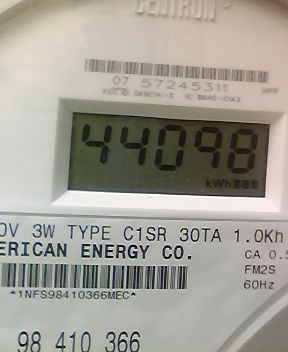 CENTRON
07 57245311
44098
kWh
0V 3W TYPE C1SR 30TA 1.0Kh
ERICAN ENERGY CO.
CA 0.5
FM2S
60Hz
*1NFS98410366MEC*
98 410 366